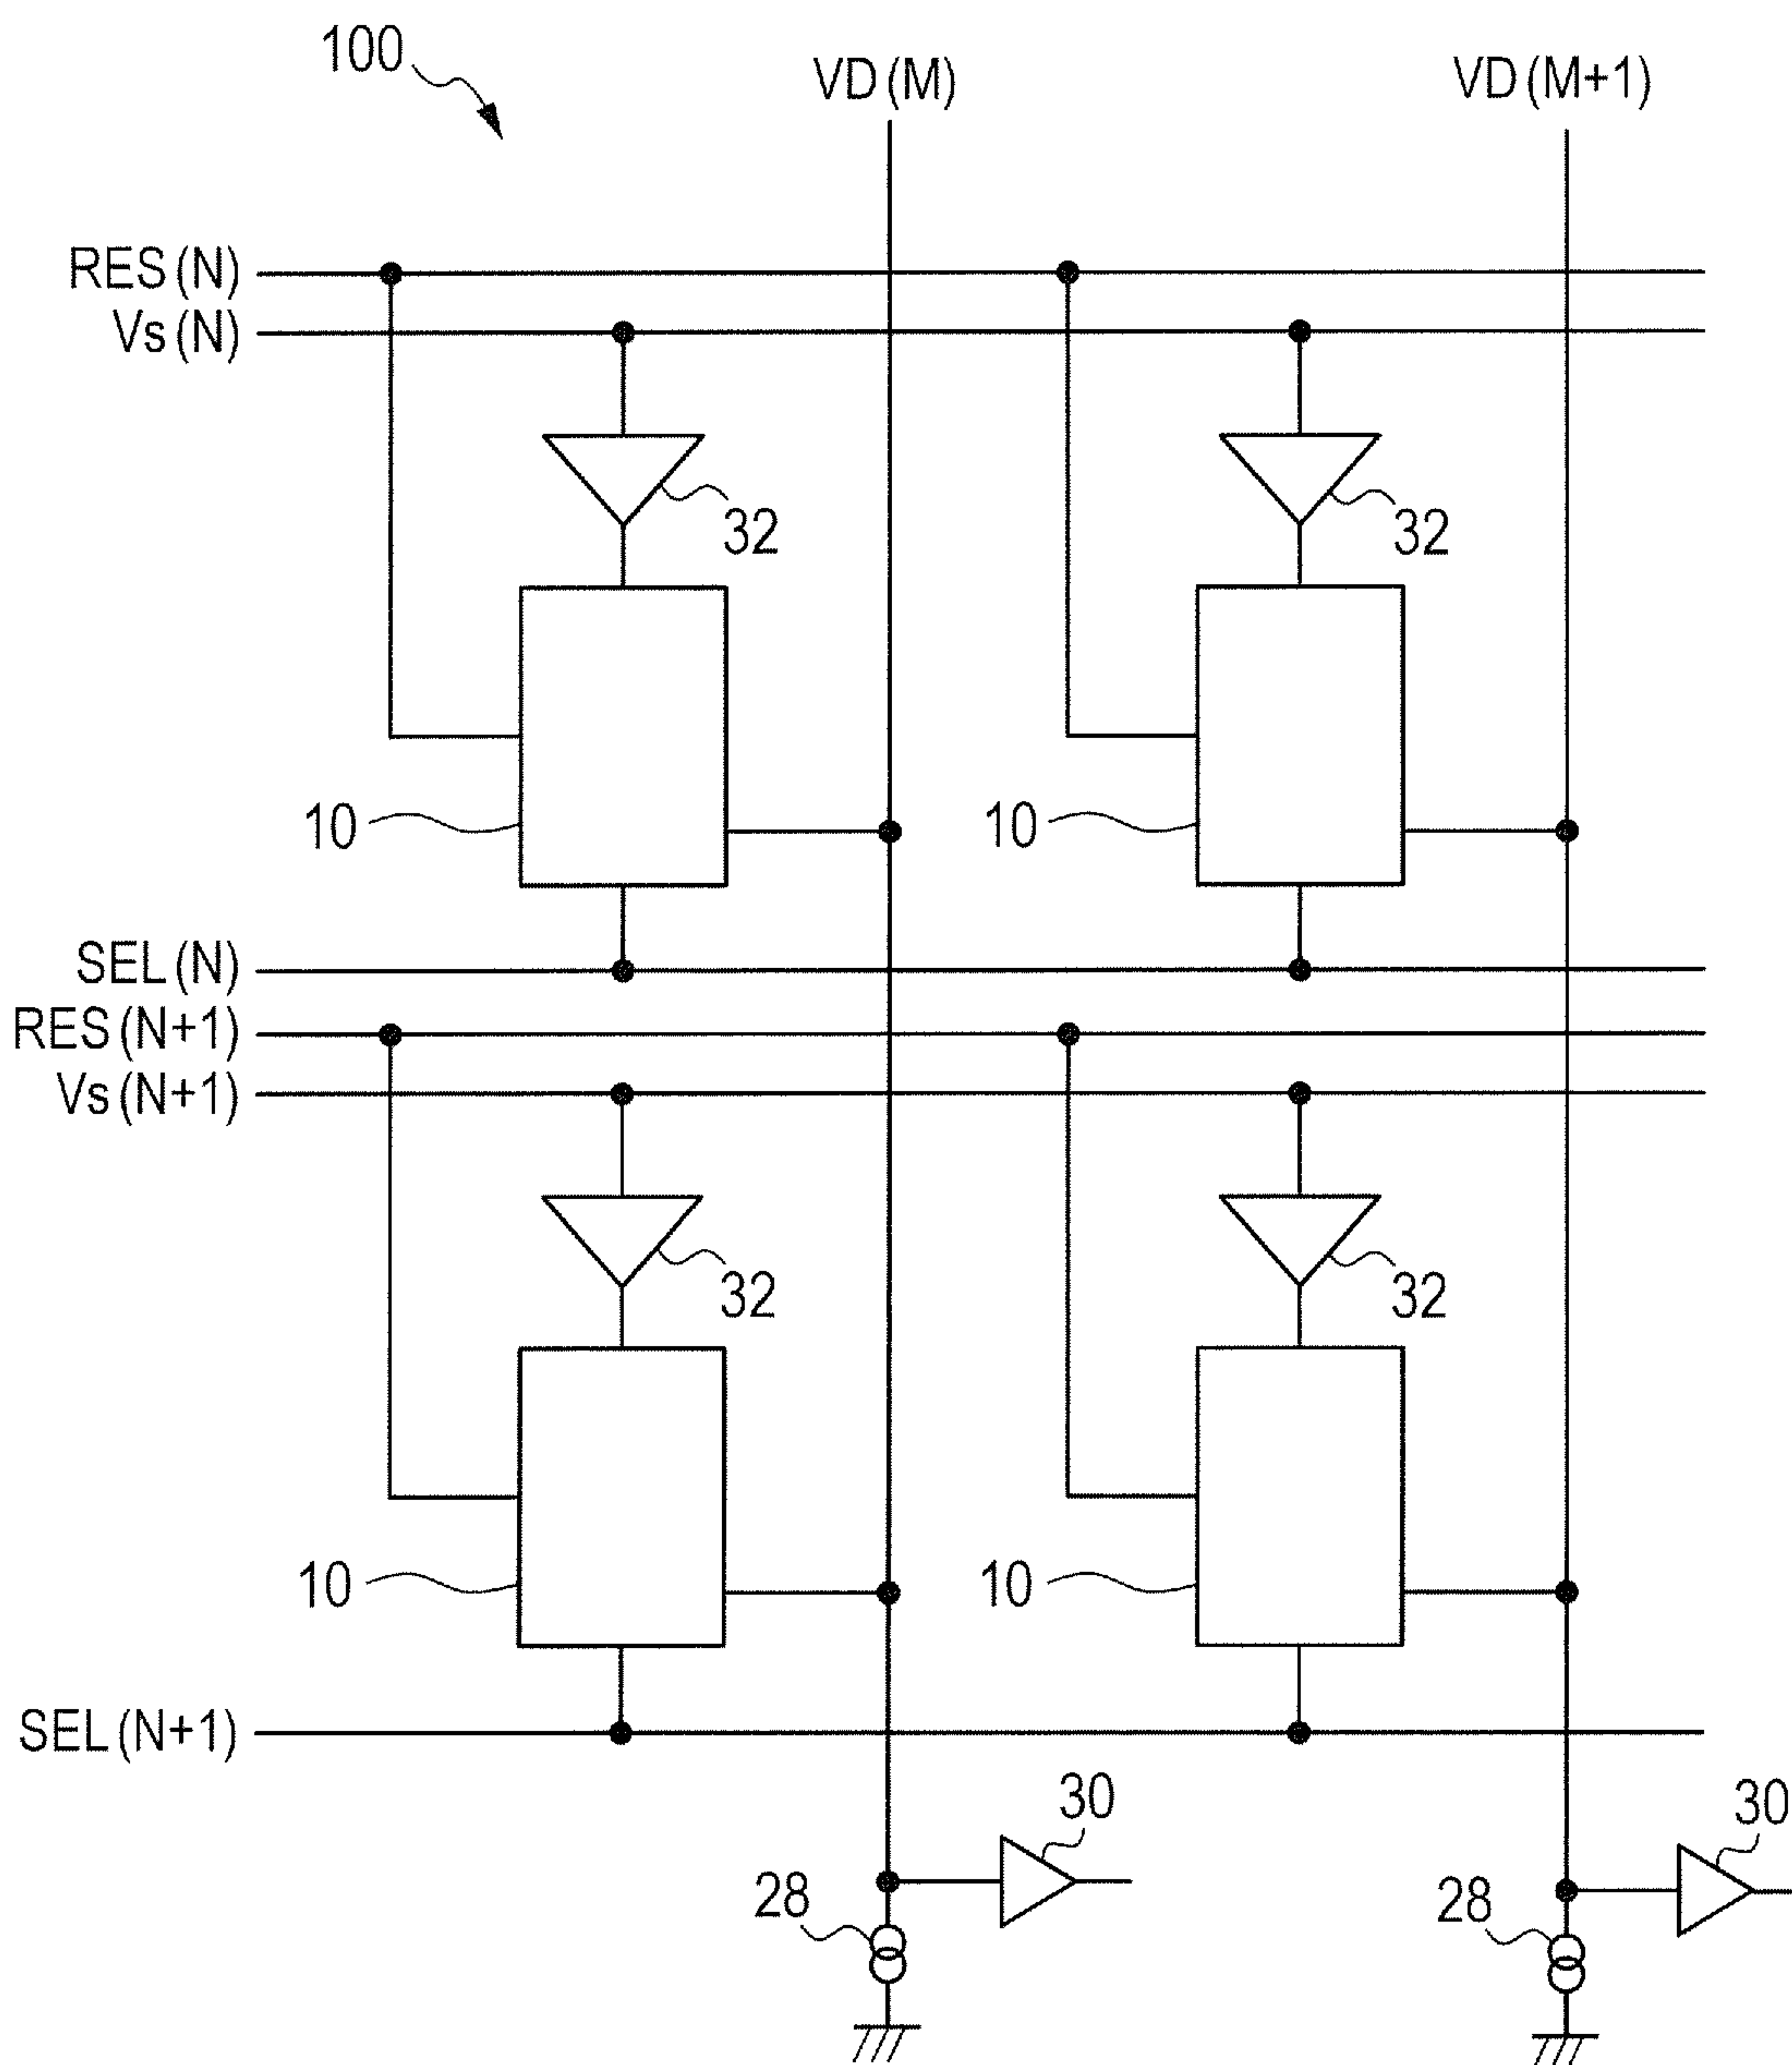 100
VD(M)
VD(M+1)
RES(N)
Vs(N)
32
32
10
10
SEL(N)
RES(N+1)
Vs(N+1)
32
32
10
10
SEL(N+1)
30
30
28
28